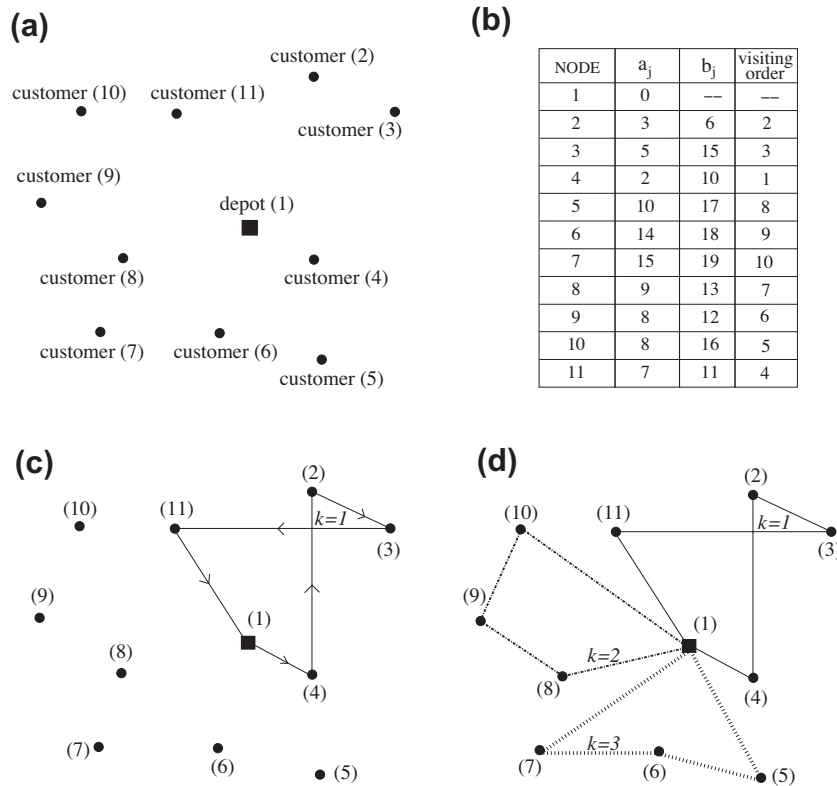 (a)
customer (2)
customer (10)
customer (11)
customer (3)
customer (9)
depot (1)
customer (8)
customer (4)
customer (7)
customer (6)
customer (5)
(b)
NODE a_j b_j visiting order
1 0 -- --
2 3 6 2
3 5 15 3
4 2 10 1
5 10 17 8
6 14 18 9
7 15 19 10
8 9 13 7
9 8 12 6
10 8 16 5
11 7 11 4
(c)
(2)
(10)
(11)
k=1
(3)
(9)
(1)
(8)
(4)
(7)
(6)
(5)
(d)
(2)
(10)
(11)
k=1
(3)
(9)
(1)
k=2
(8)
(4)
k=3
(7)
(6)
(5)